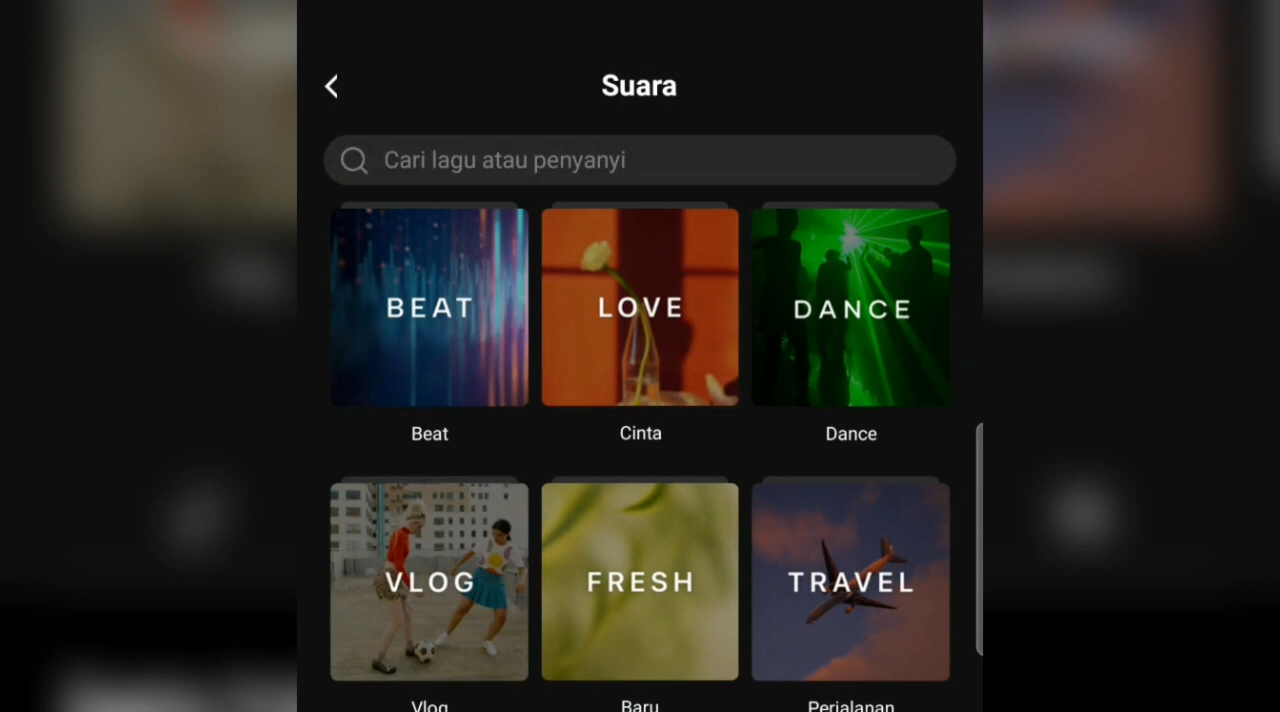 Suara
Cari lagu atau penyanyi
BEAT
LOVE
DANCE
Beat
Cinta
Dance
VLOG
FRESH
TRAVEL
Vlog
Baru
Perjalanan